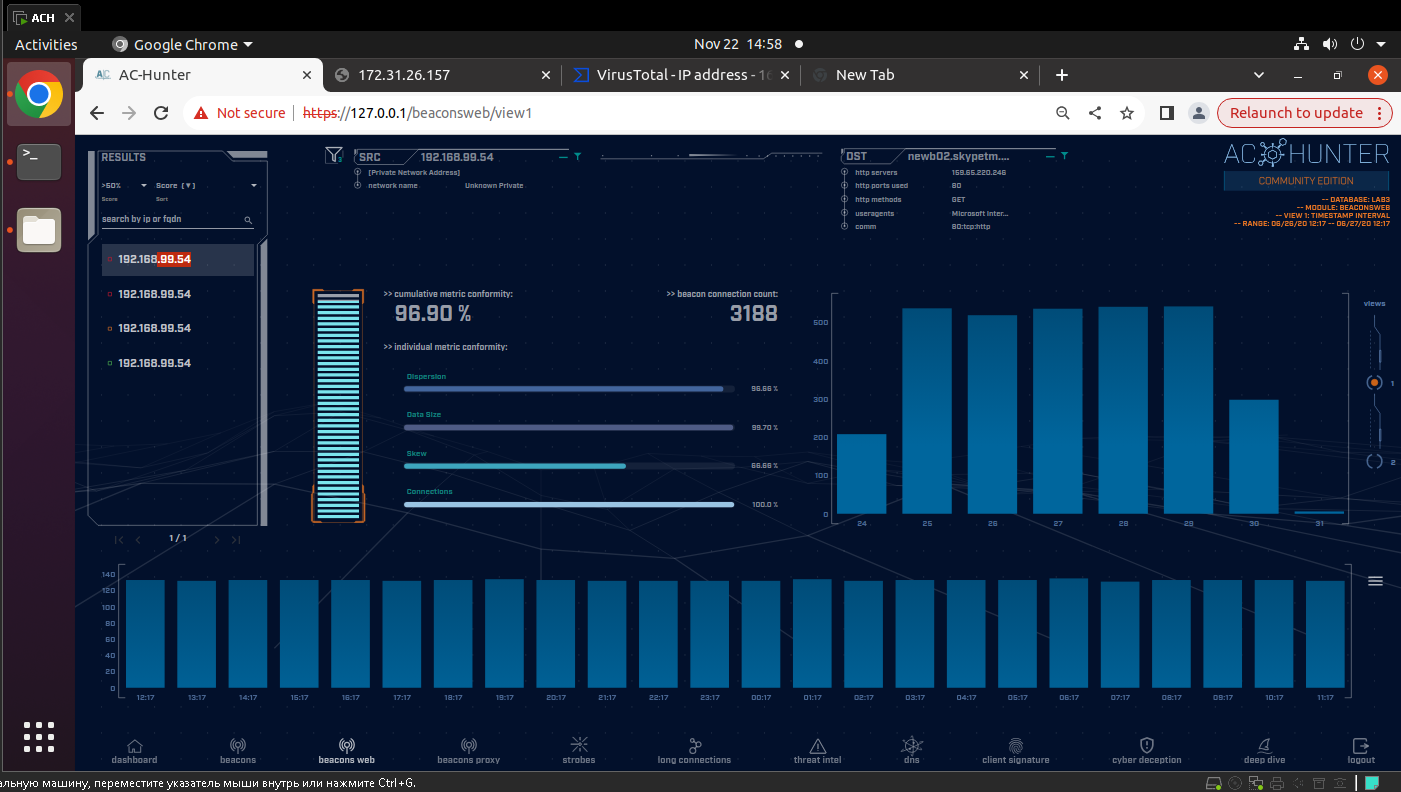 ACH
Activities
Google Chrome
Nov 22 14:58
AC-Hunter
172.31.26.157
VirusTotal - IP address - 16
New Tab
Not secure
https://127.0.0.1/beaconsweb/view1
Relaunch to update
RESULTS
>50%
Score [▼]
Score
Sort
search by ip or fqdn
192.168.99.54
192.168.99.54
192.168.99.54
192.168.99.54
1 / 1
3
SRC
192.168.99.54
[Private Network Address]
network name
Unknown Private
DST
newb02.skypetm....
http servers
159.65.220.246
http ports used
80
http methods
GET
useragents
Microsoft Inter...
comm
80:tcp:http
AC HUNTER
COMMUNITY EDITION
-- DATABASE: LAB3
-- MODULE: BEACONSWEB
-- VIEW 1: TIMESTAMP INTERVAL
-- RANGE: 06/26/20 12:17 -- 06/27/20 12:17
>> cumulative metric conformity:
96.90 %
>> beacon connection count:
3188
>> individual metric conformity:
Dispersion
96.66 %
Data Size
99.70 %
Skew
66.66 %
Connections
100.0 %
500
400
300
200
100
0
24 25 26 27 28 29 30 31
views
1
2
140
120
100
80
60
40
20
0
12:17 13:17 14:17 15:17 16:17 17:17 18:17 19:17 20:17 21:17 22:17 23:17 00:17 01:17 02:17 03:17 04:17 05:17 06:17 07:17 08:17 09:17 10:17 11:17
dashboard
beacons
beacons web
beacons proxy
strobes
long connections
threat intel
dns
client signature
cyber deception
deep dive
logout
альную машину, переместите указатель мыши внутрь или нажмите Ctrl+G.